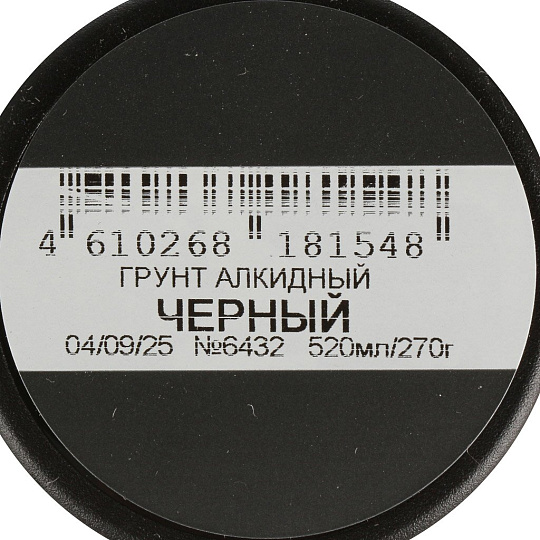 4 610268 181548
ГРУНТ АЛКИДНЫЙ
ЧЕРНЫЙ
04/09/25 №6432 520мл/270г